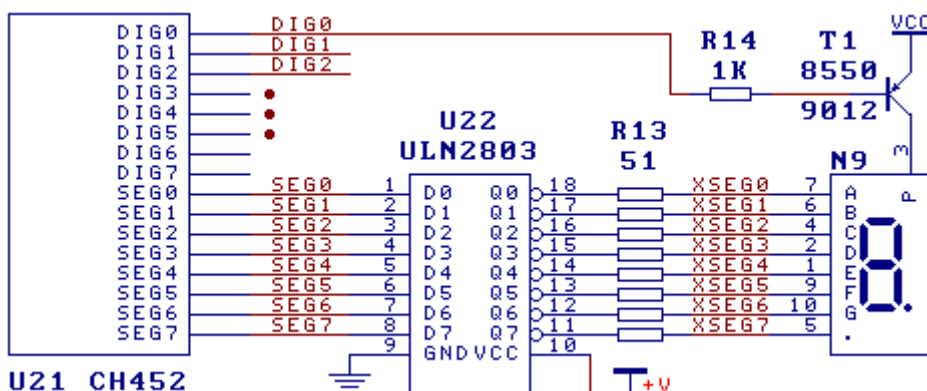 DIG0 DIG0 VCC
DIG1 DIG1 R14 T1
DIG2 DIG2 1K 8550
DIG3
DIG4 U22 9012
DIG5 ULN2803 R13
DIG6 51 3 N9
DIG7
SEG0 SEG0 1 D0 Q0 18 XSEG0 7 A P
SEG1 SEG1 2 D1 Q1 17 XSEG1 6 B
SEG2 SEG2 3 D2 Q2 16 XSEG2 4 C
SEG3 SEG3 4 D3 Q3 15 XSEG3 2 D
SEG4 SEG4 5 D4 Q4 14 XSEG4 1 E
SEG5 SEG5 6 D5 Q5 13 XSEG5 9 F
SEG6 SEG6 7 D6 Q6 12 XSEG6 10 G
SEG7 SEG7 8 D7 Q7 11 XSEG7 5 .
9 GND VCC 10
U21 CH452 +V